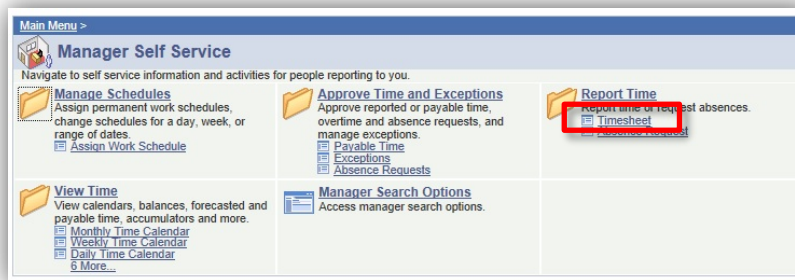 Main Menu >
Manager Self Service
Navigate to self service information and activities for people reporting to you.
Manage Schedules
Assign permanent work schedules,
change schedules for a day, week, or
range of dates.
Assign Work Schedule
Approve Time and Exceptions
Approve reported or payable time,
overtime and absence requests, and
manage exceptions.
Payable Time
Exceptions
Absence Requests
Report Time
Report time or request absences.
Timesheet
Absence Request
View Time
View calendars, balances, forecasted and
payable time, accumulators and more.
Monthly Time Calendar
Weekly Time Calendar
Daily Time Calendar
6 More...
Manager Search Options
Access manager search options.